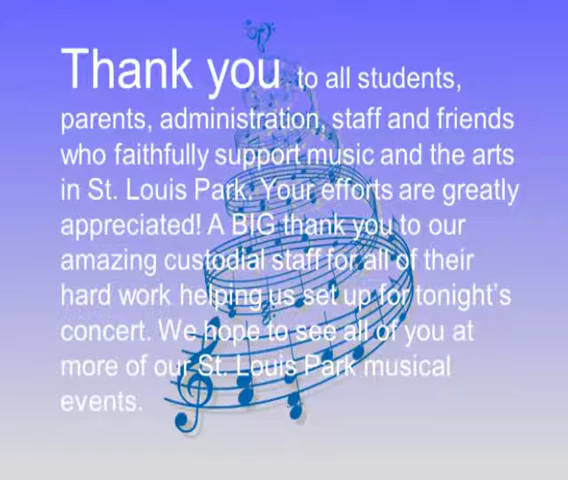 Thank you to all students,
parents, administration, staff and friends
who faithfully support music and the arts
in St. Louis Park. Your efforts are greatly
appreciated! A BIG thank you to our
amazing custodial staff for all of their
hard work helping us set up for tonight's
concert. We hope to see all of you at
more of our St. Louis Park musical
events.